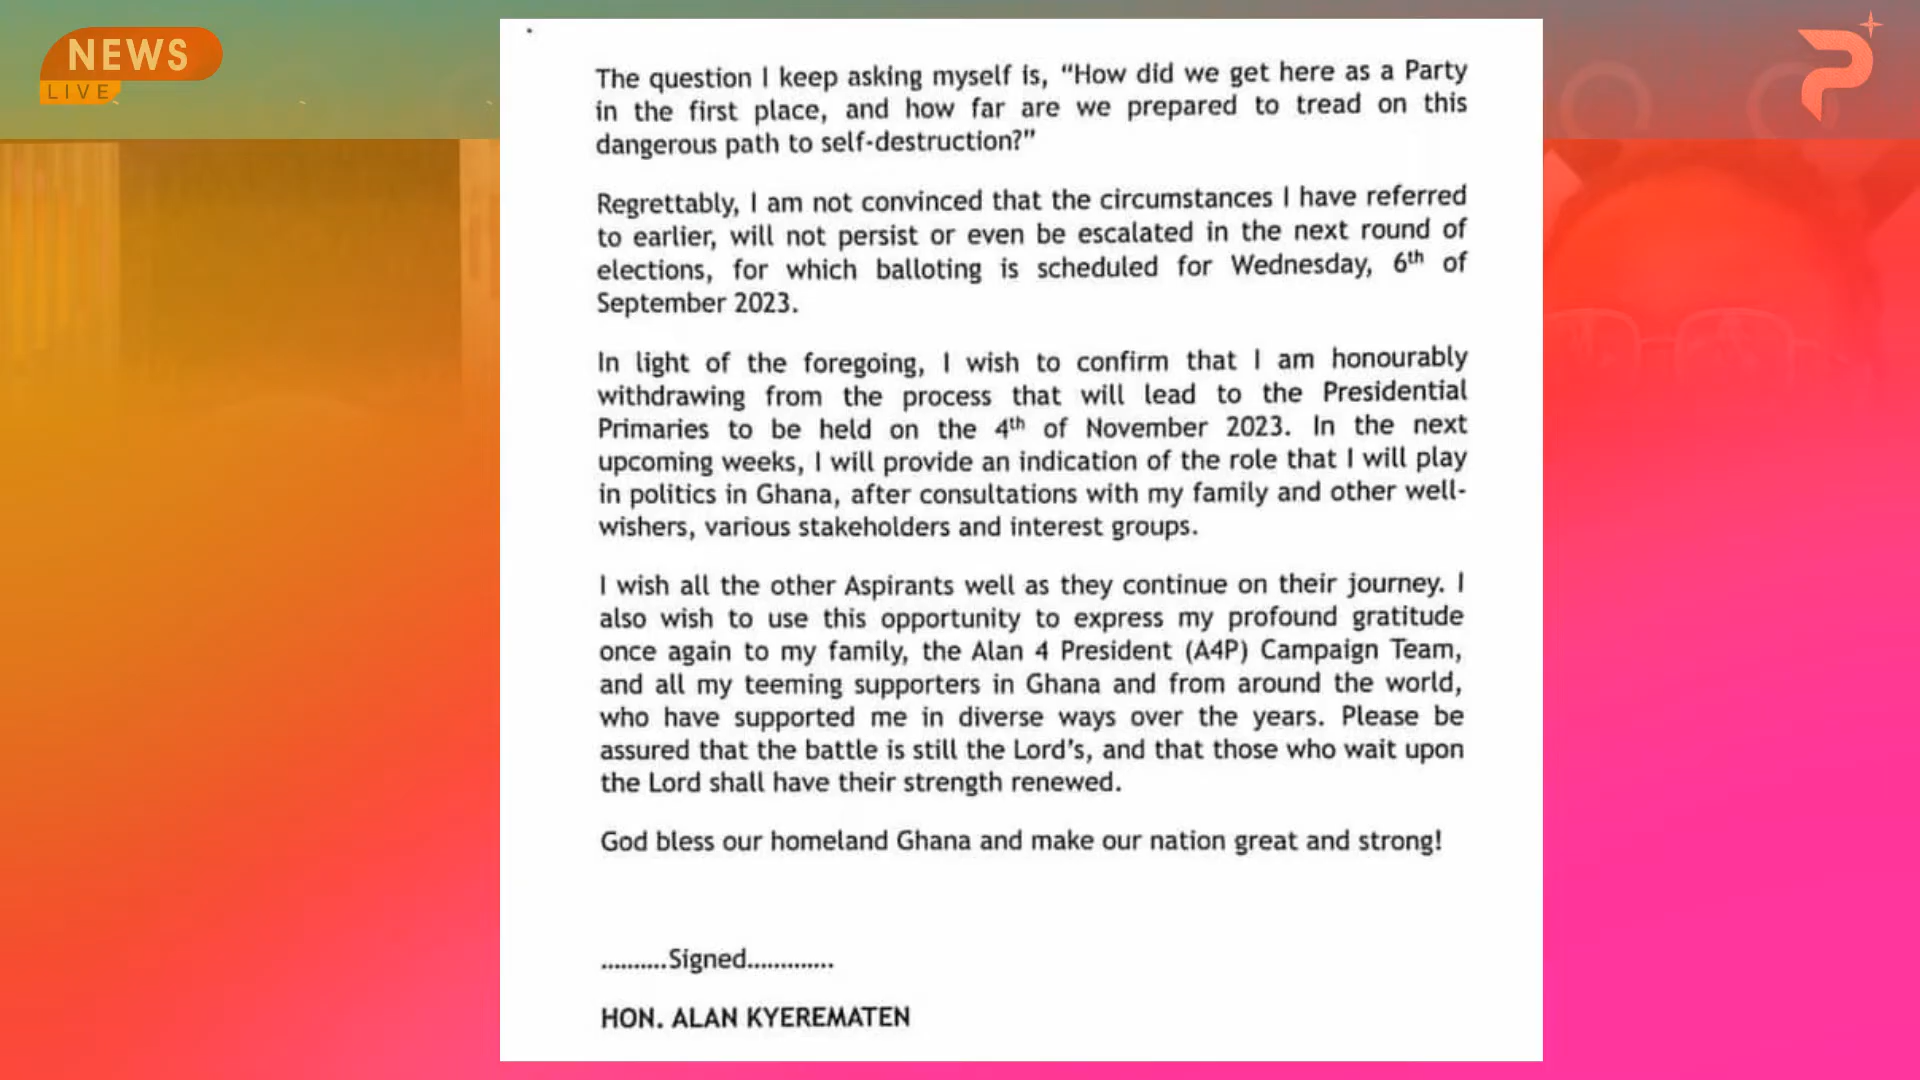 NEWS
LIVE
The question I keep asking myself is, “How did we get here as a Party
in the first place, and how far are we prepared to tread on this
dangerous path to self-destruction?”
Regrettably, I am not convinced that the circumstances I have referred
to earlier, will not persist or even be escalated in the next round of
elections, for which balloting is scheduled for Wednesday, 6th of
September 2023.
In light of the foregoing, I wish to confirm that I am honourably
withdrawing from the process that will lead to the Presidential
Primaries to be held on the 4th of November 2023. In the next
upcoming weeks, I will provide an indication of the role that I will play
in politics in Ghana, after consultations with my family and other well-
wishers, various stakeholders and interest groups.
I wish all the other Aspirants well as they continue on their journey. I
also wish to use this opportunity to express my profound gratitude
once again to my family, the Alan 4 President (A4P) Campaign Team,
and all my teeming supporters in Ghana and from around the world,
who have supported me in diverse ways over the years. Please be
assured that the battle is still the Lord’s, and that those who wait upon
the Lord shall have their strength renewed.
God bless our homeland Ghana and make our nation great and strong!
..........Signed.............
HON. ALAN KYEREMATEN